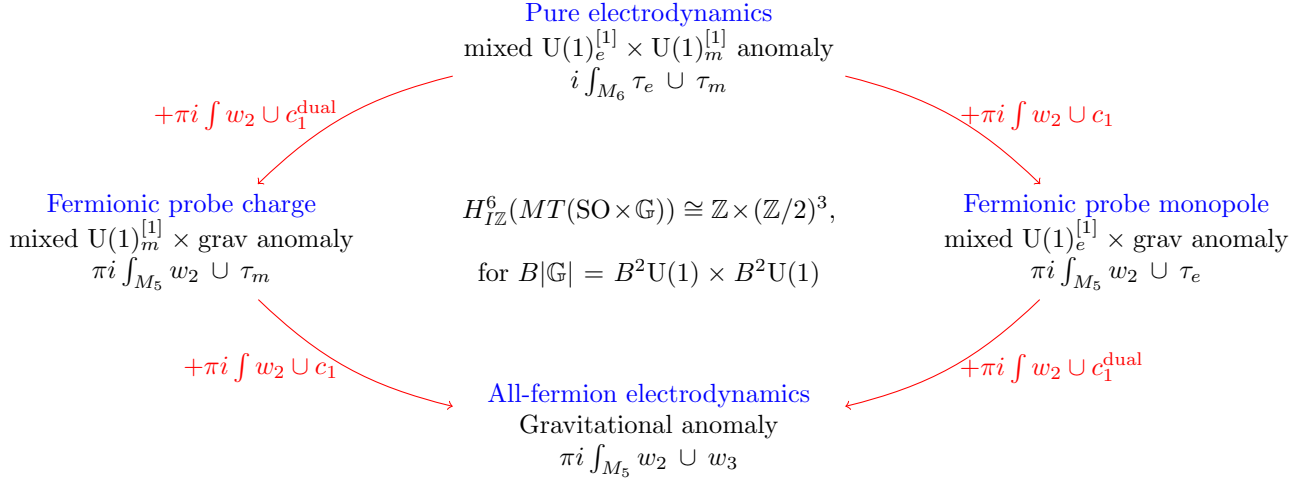 Pure electrodynamics
mixed U(1)_e^{[1]} × U(1)_m^{[1]} anomaly
i ∫_{M_6} τ_e ∪ τ_m
+πi ∫ w_2 ∪ c_1^{dual}
+πi ∫ w_2 ∪ c_1
Fermionic probe charge
mixed U(1)_m^{[1]} × grav anomaly
πi ∫_{M_5} w_2 ∪ τ_m
H_{Iℤ}^6(MT(SO×𝔾)) ≅ ℤ×(ℤ/2)^3,
for B|𝔾| = B^2U(1) × B^2U(1)
Fermionic probe monopole
mixed U(1)_e^{[1]} × grav anomaly
πi ∫_{M_5} w_2 ∪ τ_e
+πi ∫ w_2 ∪ c_1
+πi ∫ w_2 ∪ c_1^{dual}
All-fermion electrodynamics
Gravitational anomaly
πi ∫_{M_5} w_2 ∪ w_3